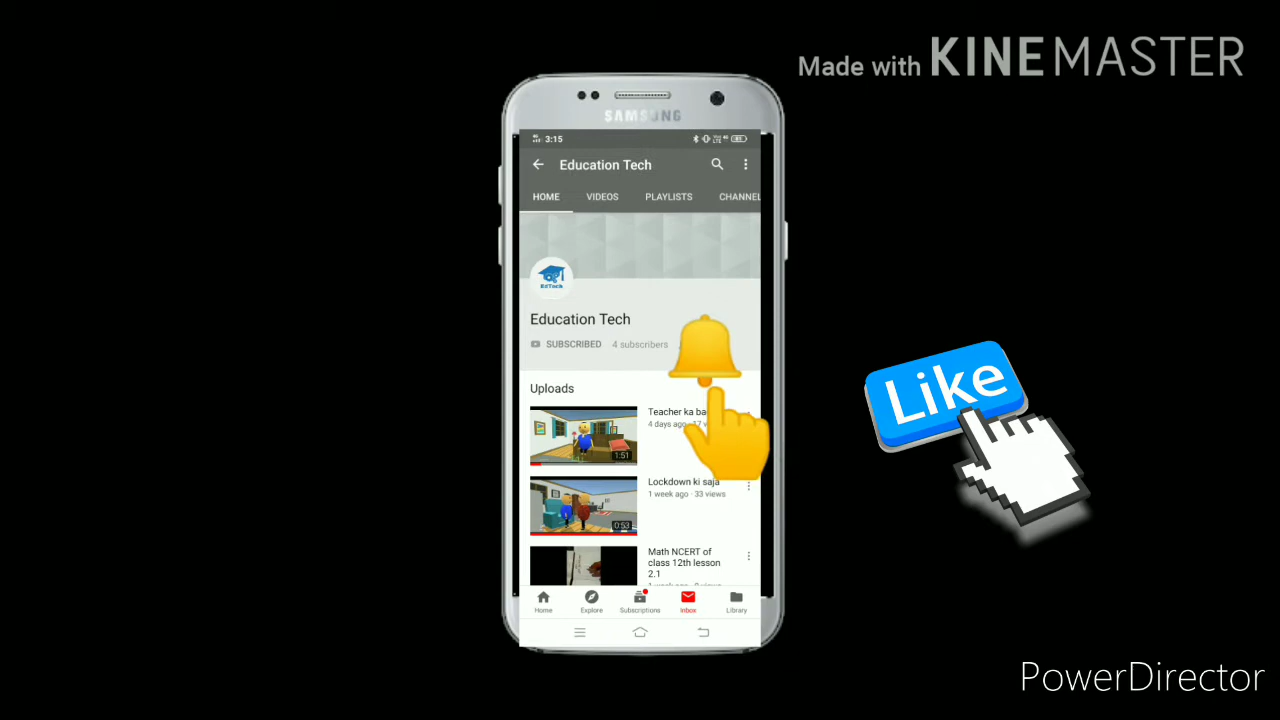 Made with KINEMASTER
SAMSUNG
3:15
Education Tech
HOME VIDEOS PLAYLISTS CHANNEL
EdTech
Education Tech
SUBSCRIBED 4 subscribers
Uploads
Teacher ka
4 days ago
1:51
Lockdown ki saja
1 week ago · 33 views
0:53
Math NCERT of
class 12th lesson
2.1
Home Explore Subscriptions Inbox Library
Like
PowerDirector